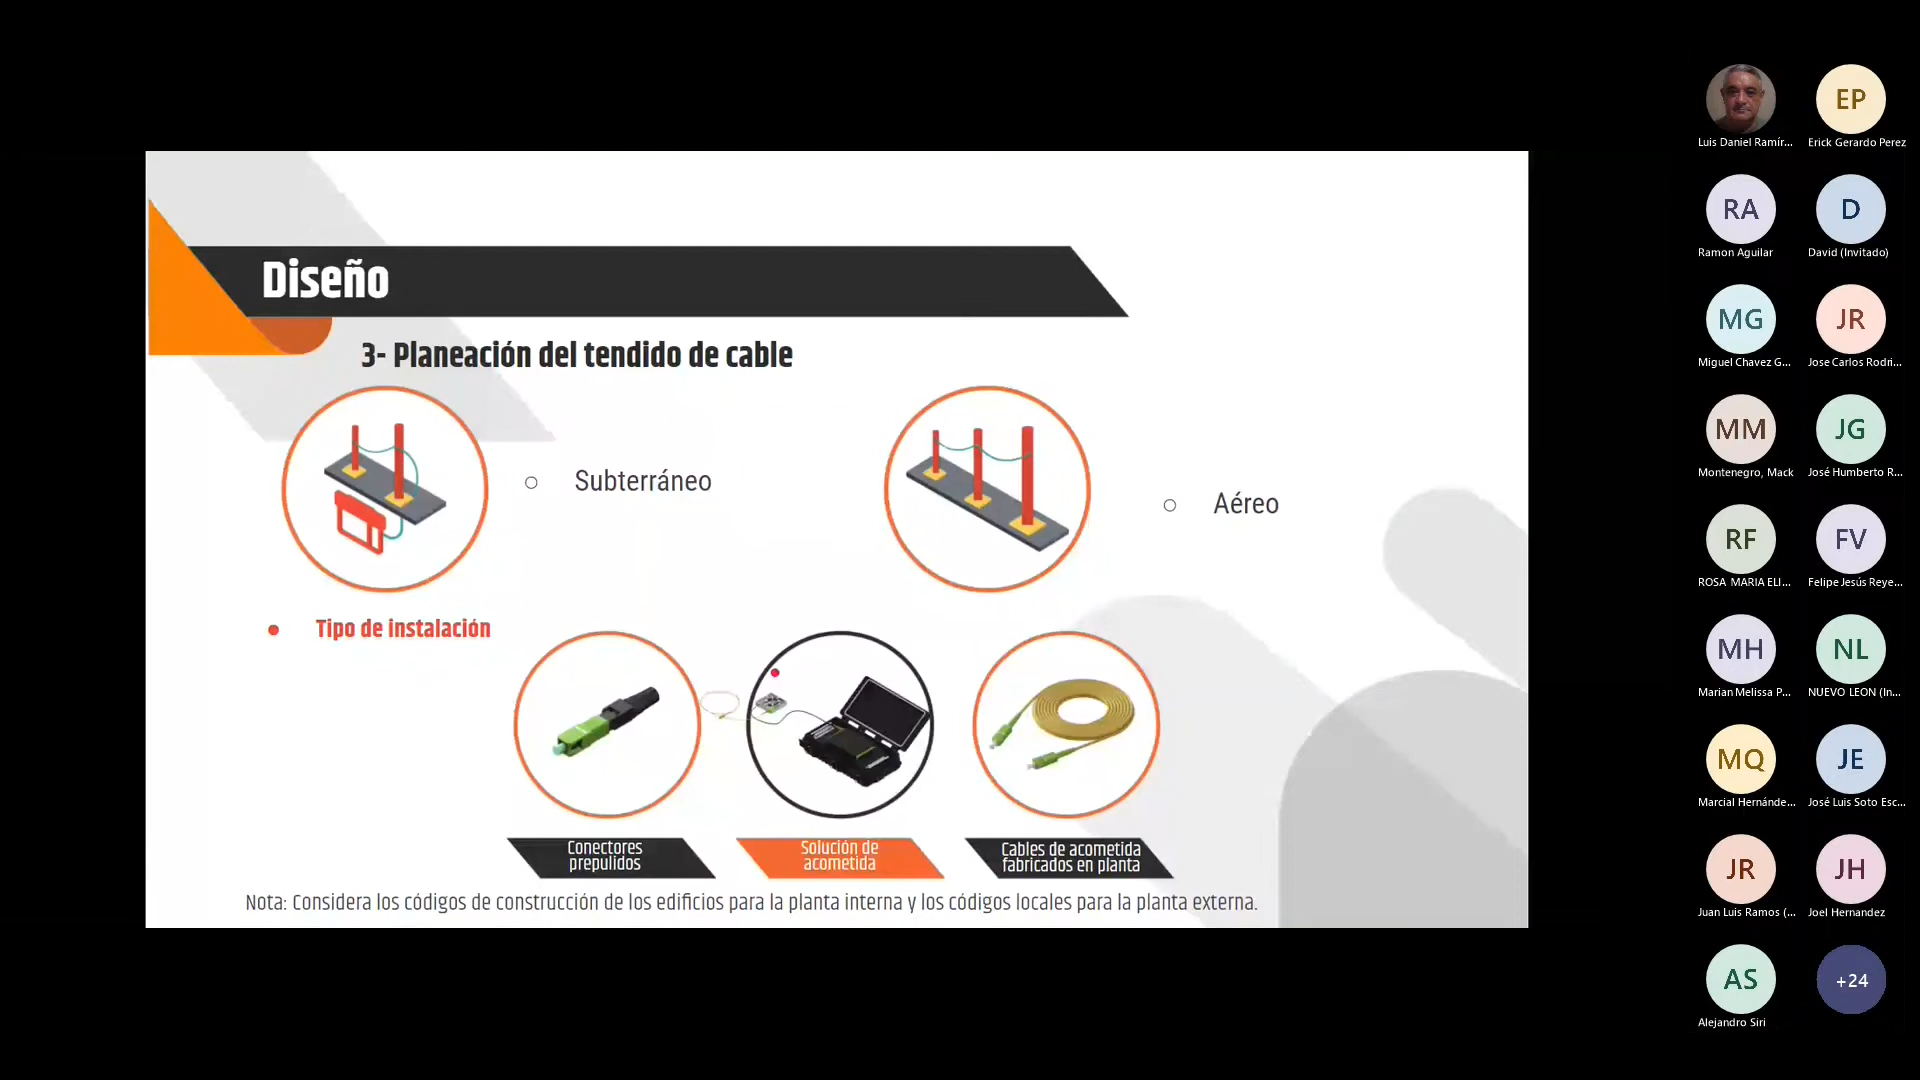 Diseño
3- Planeación del tendido de cable
Subterráneo
Aéreo
Tipo de instalación
Conectores
prepulidos
Solución de
acometida
Cables de acometida
fabricados en planta
Nota: Considera los códigos de construcción de los edificios para la planta interna y los códigos locales para la planta externa.
Luis Daniel Ramír...
EP
Erick Gerardo Perez
RA
Ramon Aguilar
D
David (Invitado)
MG
Miguel Chavez G...
JR
Jose Carlos Rodri...
MM
Montenegro, Mack
JG
José Humberto R...
RF
ROSA MARIA ELI...
FV
Felipe Jesús Reye...
MH
Marian Melissa P...
NL
NUEVO LEON (In...
MQ
Marcial Hernánde...
JE
José Luis Soto Esc...
JR
Juan Luis Ramos (...
JH
Joel Hernandez
AS
Alejandro Siri
+24